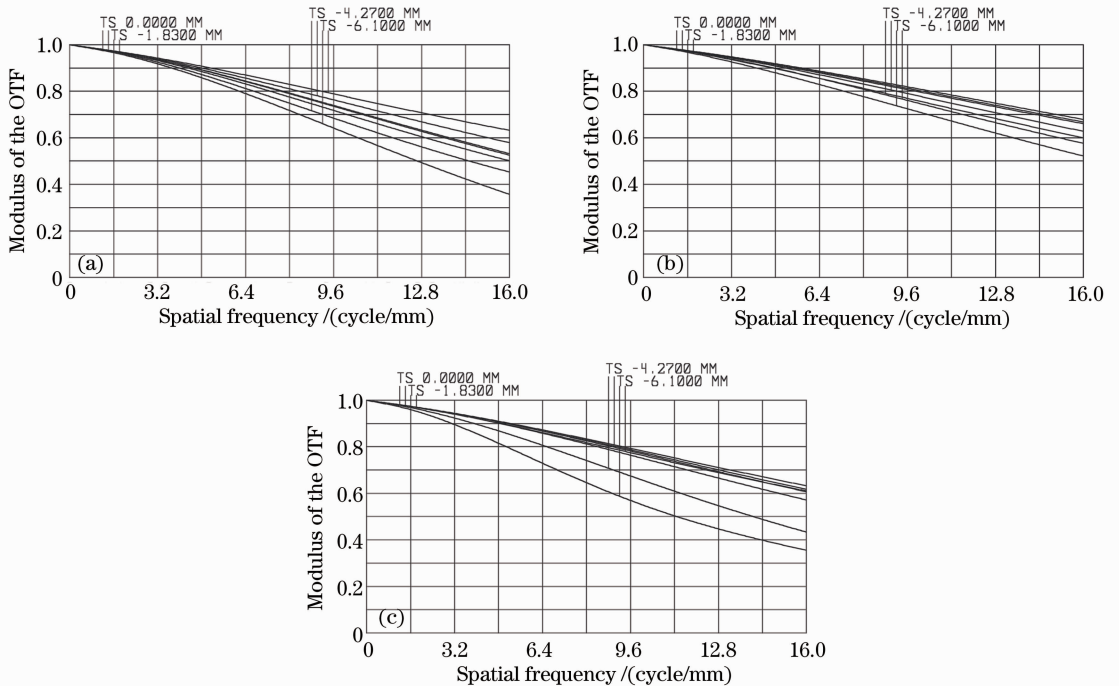 TS 0.0000 MM
TS -1.8300 MM
TS -4.2700 MM
TS -6.1000 MM
Modulus of the OTF
1.0
0.8
0.6
0.4
0.2
0
(a)
0 3.2 6.4 9.6 12.8 16.0
Spatial frequency /(cycle/mm)
TS 0.0000 MM
TS -1.8300 MM
TS -4.2700 MM
TS -6.1000 MM
Modulus of the OTF
1.0
0.8
0.6
0.4
0.2
0
(b)
0 3.2 6.4 9.6 12.8 16.0
Spatial frequency /(cycle/mm)
TS 0.0000 MM
TS -1.8300 MM
TS -4.2700 MM
TS -6.1000 MM
Modulus of the OTF
1.0
0.8
0.6
0.4
0.2
0
(c)
0 3.2 6.4 9.6 12.8 16.0
Spatial frequency /(cycle/mm)